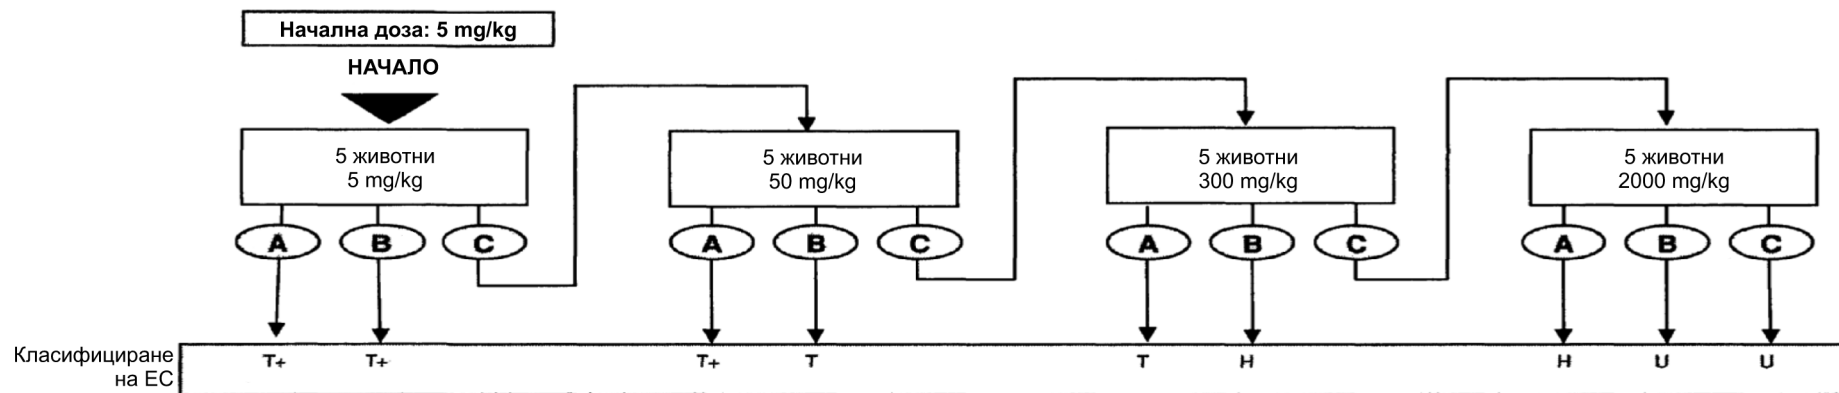 Начална доза: 5 mg/kg
НАЧАЛО
5 животни
5 mg/kg
5 животни
50 mg/kg
5 животни
300 mg/kg
5 животни
2000 mg/kg
A B C A B C A B C A B C
Класифициране
на ЕС
T+ T+ T+ T T H H U U